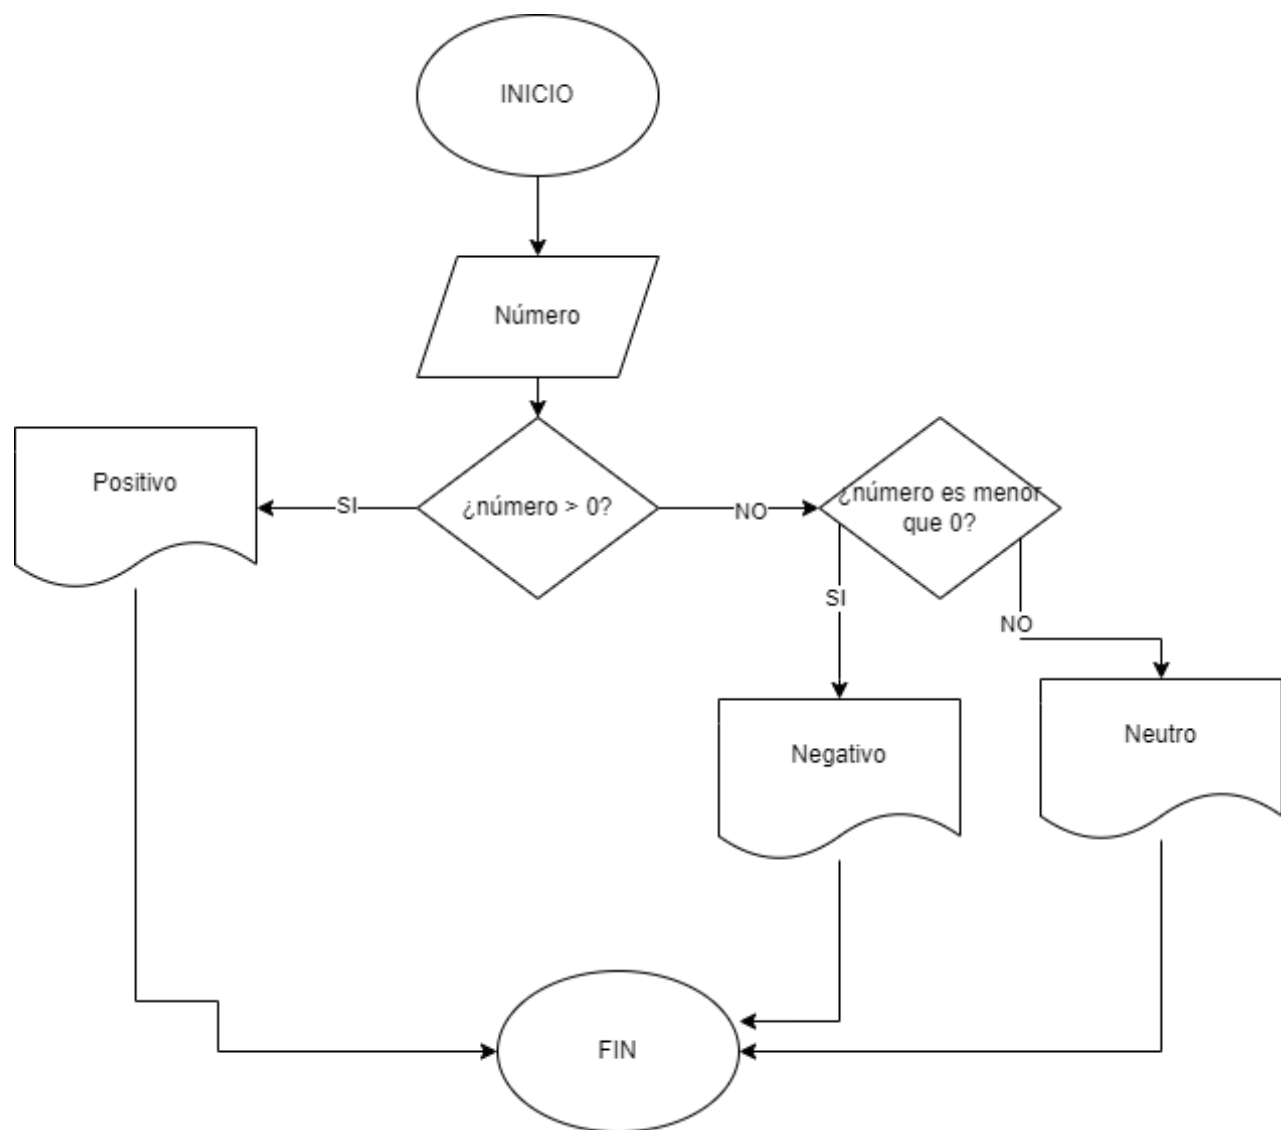 INICIO
Número
Positivo
SI
¿número > 0?
NO
¿número es menor
que 0?
SI
NO
Negativo
Neutro
FIN